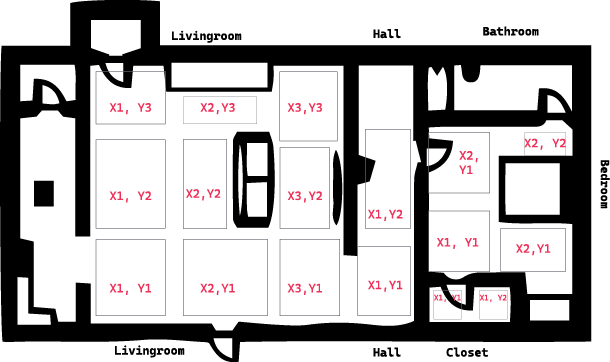 Livingroom
Hall
Bathroom
X1, Y3
X2,Y3
X3,Y3
X2, Y2
X2,
Y1
X1, Y2
X2,Y2
X3,Y2
Bedroom
X1,Y2
X1, Y1
X2,Y1
X1, Y1
X2,Y1
X3,Y1
X1,Y1
X1, Y1
X1, Y2
Livingroom
Hall
Closet